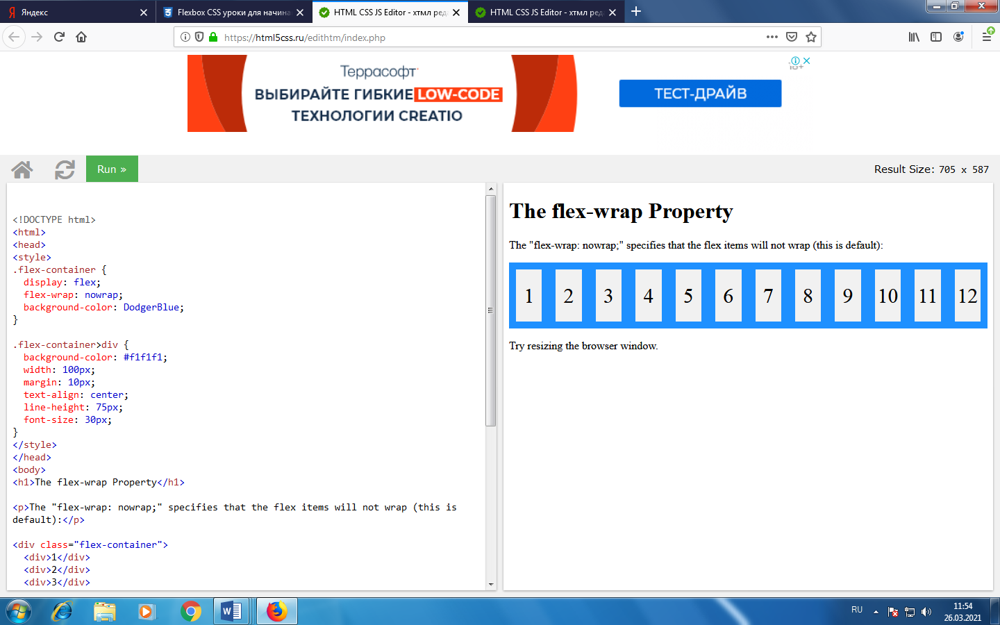 Яндекс
Flexbox CSS уроки для начина
HTML CSS JS Editor - хтмл ред
HTML CSS JS Editor - хтмл ред
https://html5css.ru/edithtm/index.php
Террасофт
ВЫБИРАЙТЕ ГИБКИЕ LOW-CODE
ТЕХНОЛОГИИ CREATIO
ТЕСТ-ДРАЙВ
18+
Run »
Result Size: 705 x 587
<!DOCTYPE html>
<html>
<head>
<style>
.flex-container {
  display: flex;
  flex-wrap: nowrap;
  background-color: DodgerBlue;
}
.flex-container>div {
  background-color: #f1f1f1;
  width: 100px;
  margin: 10px;
  text-align: center;
  line-height: 75px;
  font-size: 30px;
}
</style>
</head>
<body>
<h1>The flex-wrap Property</h1>
<p>The "flex-wrap: nowrap;" specifies that the flex items will not wrap (this is
default):</p>
<div class="flex-container">
  <div>1</div>
  <div>2</div>
  <div>3</div>
The flex-wrap Property
The "flex-wrap: nowrap;" specifies that the flex items will not wrap (this is default):
1 2 3 4 5 6 7 8 9 10 11 12
Try resizing the browser window.
RU
11:54
26.03.2021